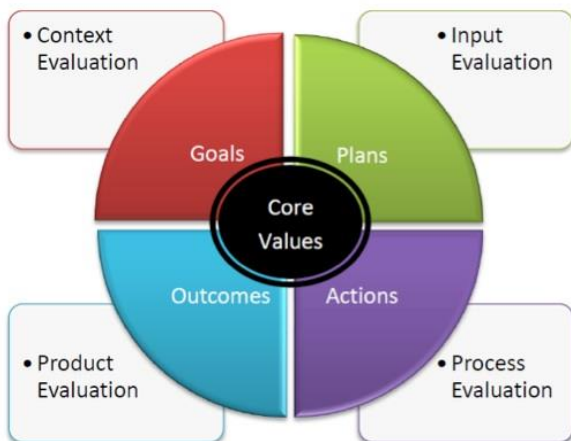 • Context
Evaluation
• Input
Evaluation
Goals
Plans
Core
Values
Outcomes
Actions
• Product
Evaluation
• Process
Evaluation